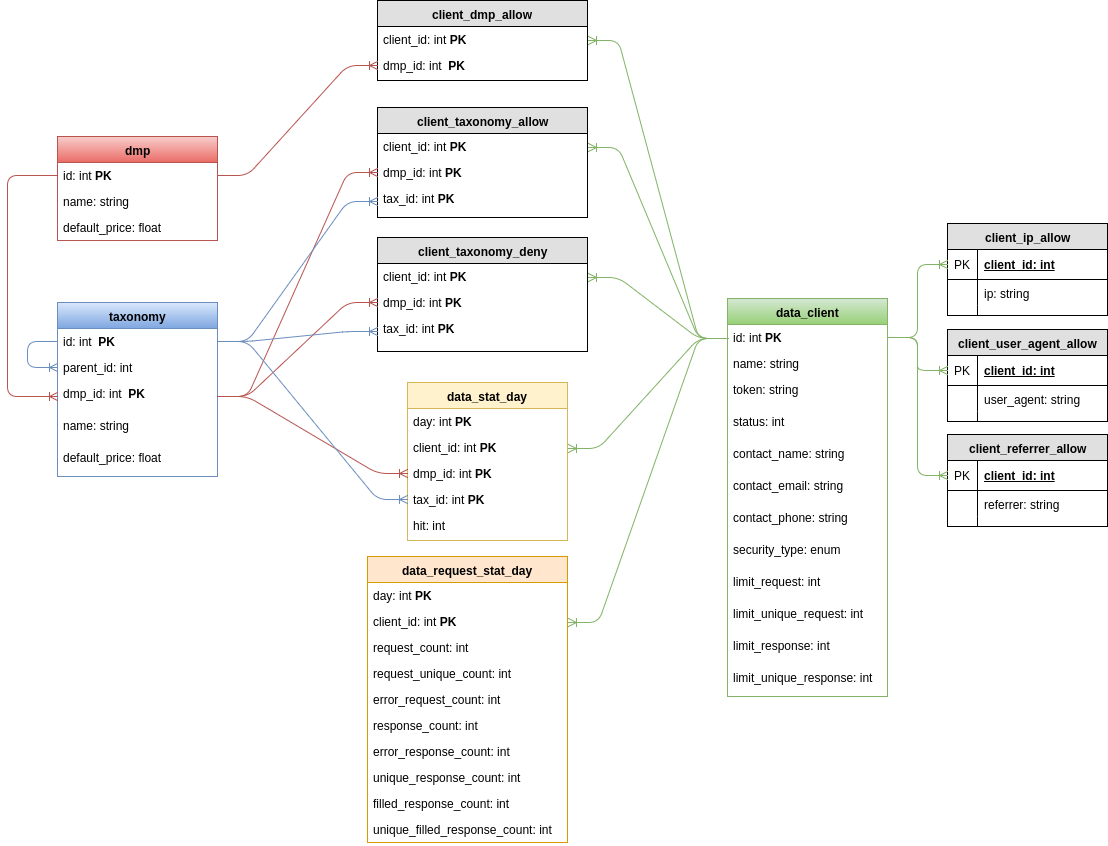 client_dmp_allow
client_id: int PK
dmp_id: int PK
client_taxonomy_allow
client_id: int PK
dmp_id: int PK
tax_id: int PK
dmp
id: int PK
name: string
default_price: float
client_taxonomy_deny
client_id: int PK
dmp_id: int PK
tax_id: int PK
taxonomy
id: int PK
parent_id: int
dmp_id: int PK
name: string
default_price: float
data_stat_day
day: int PK
client_id: int PK
dmp_id: int PK
tax_id: int PK
hit: int
data_request_stat_day
day: int PK
client_id: int PK
request_count: int
request_unique_count: int
error_request_count: int
response_count: int
error_response_count: int
unique_response_count: int
filled_response_count: int
unique_filled_response_count: int
data_client
id: int PK
name: string
token: string
status: int
contact_name: string
contact_email: string
contact_phone: string
security_type: enum
limit_request: int
limit_unique_request: int
limit_response: int
limit_unique_response: int
client_ip_allow
PK client_id: int
ip: string
client_user_agent_allow
PK client_id: int
user_agent: string
client_referrer_allow
PK client_id: int
referrer: string